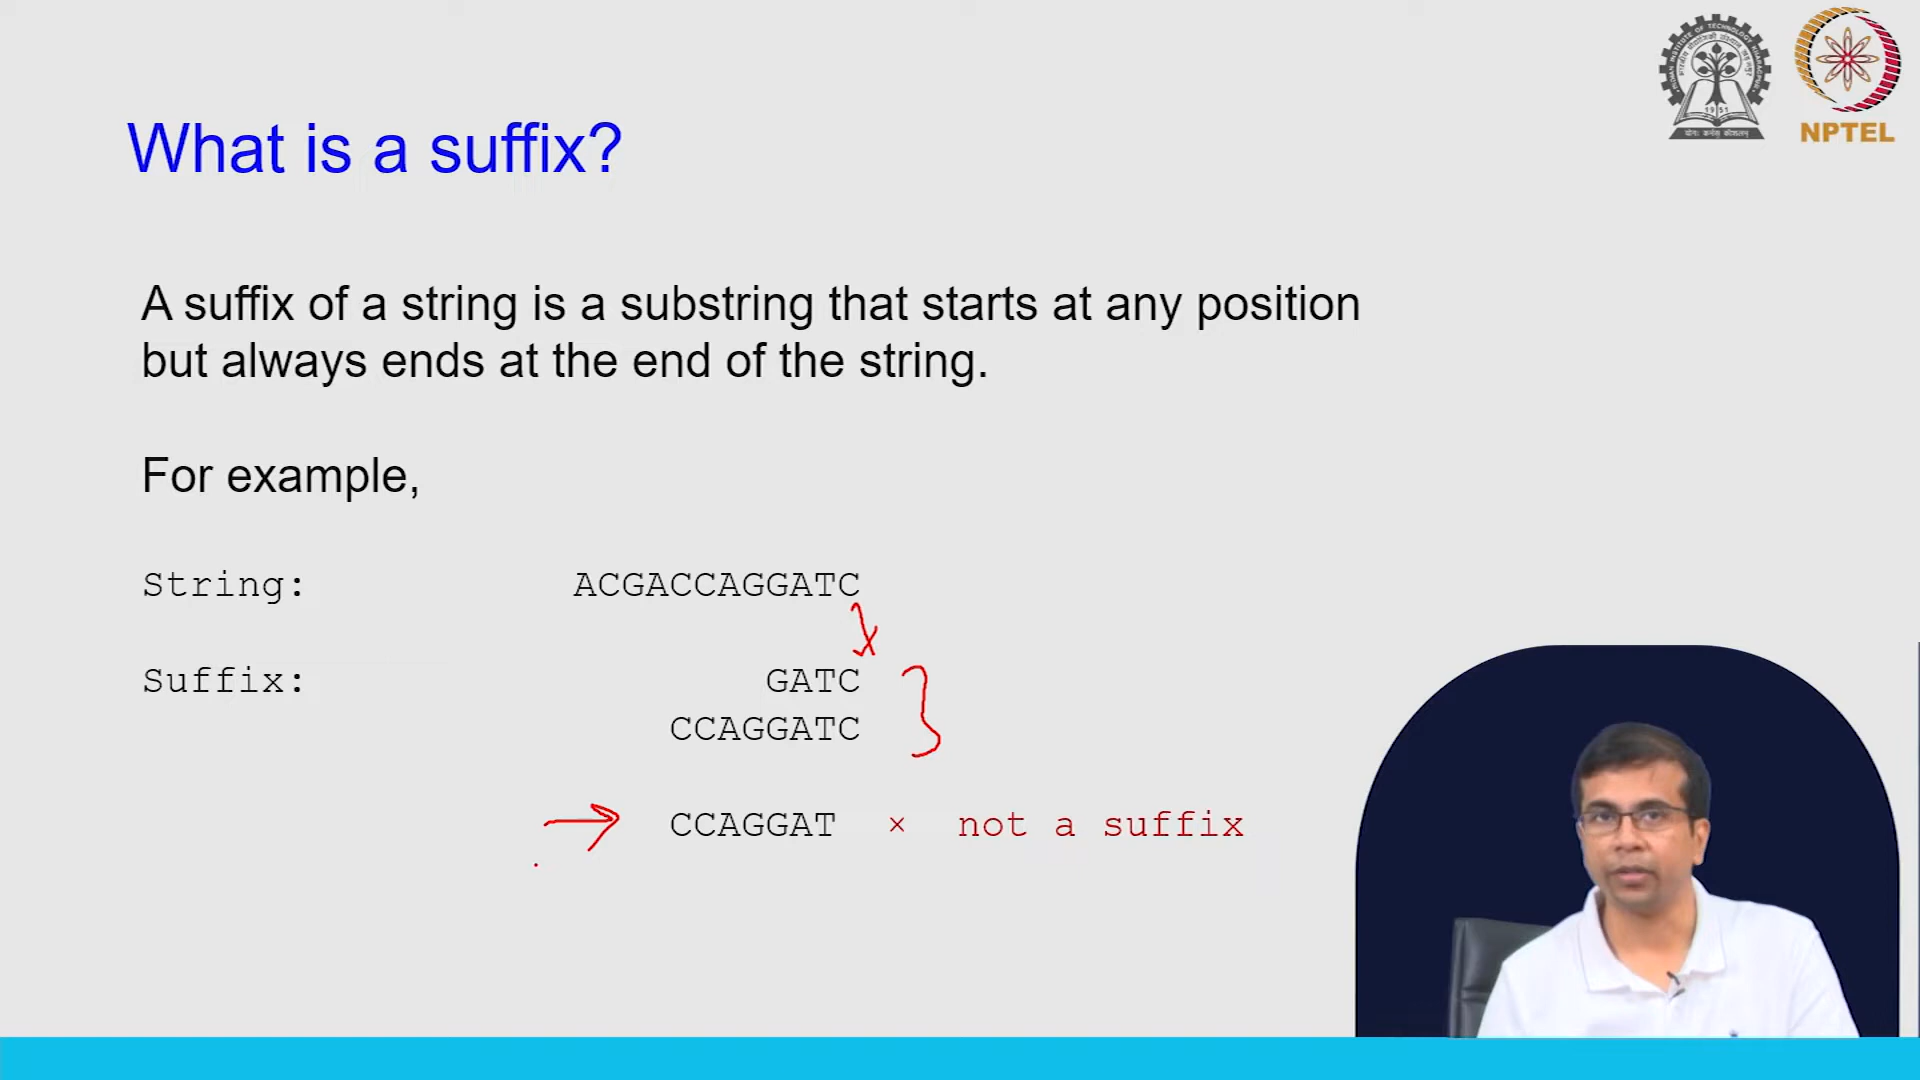 NPTEL
What is a suffix?
A suffix of a string is a substring that starts at any position
but always ends at the end of the string.
For example,
String: ACGACCAGGATC
Suffix: GATC
CCAGGATC
CCAGGAT × not a suffix